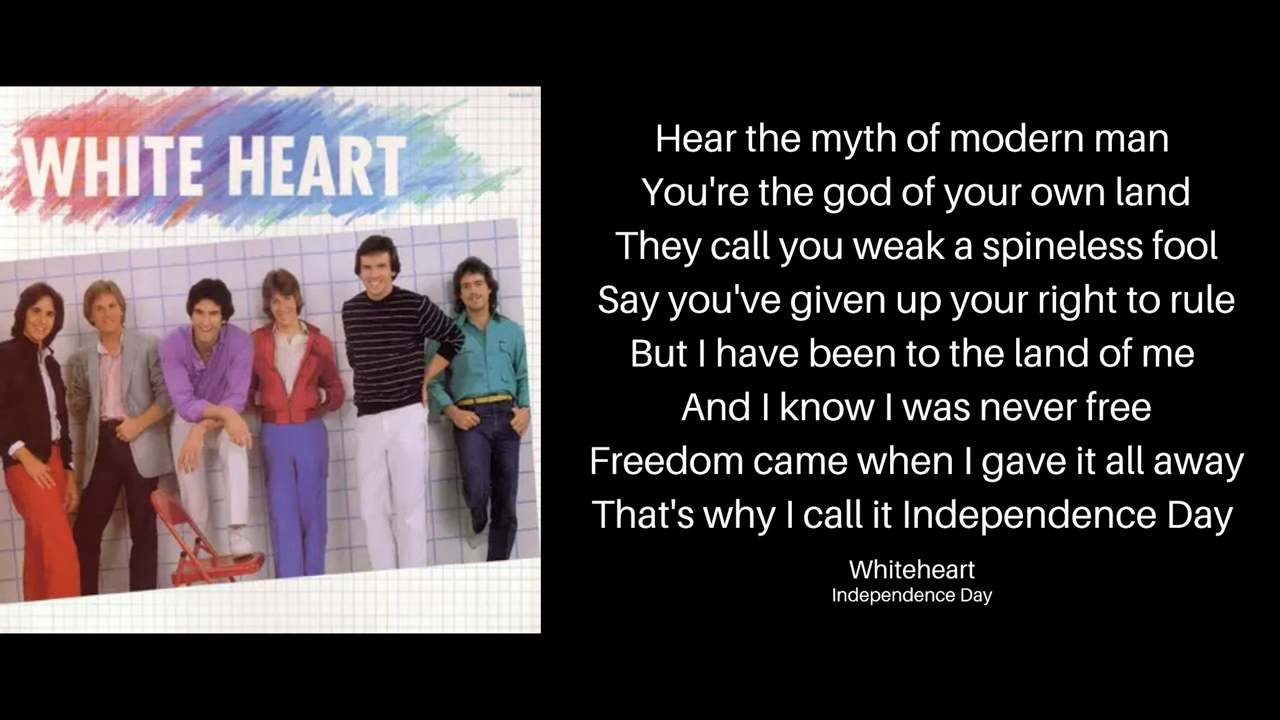 WHITE HEART
Hear the myth of modern man
You're the god of your own land
They call you weak a spineless fool
Say you've given up your right to rule
But I have been to the land of me
And I know I was never free
Freedom came when I gave it all away
That's why I call it Independence Day
Whiteheart
Independence Day